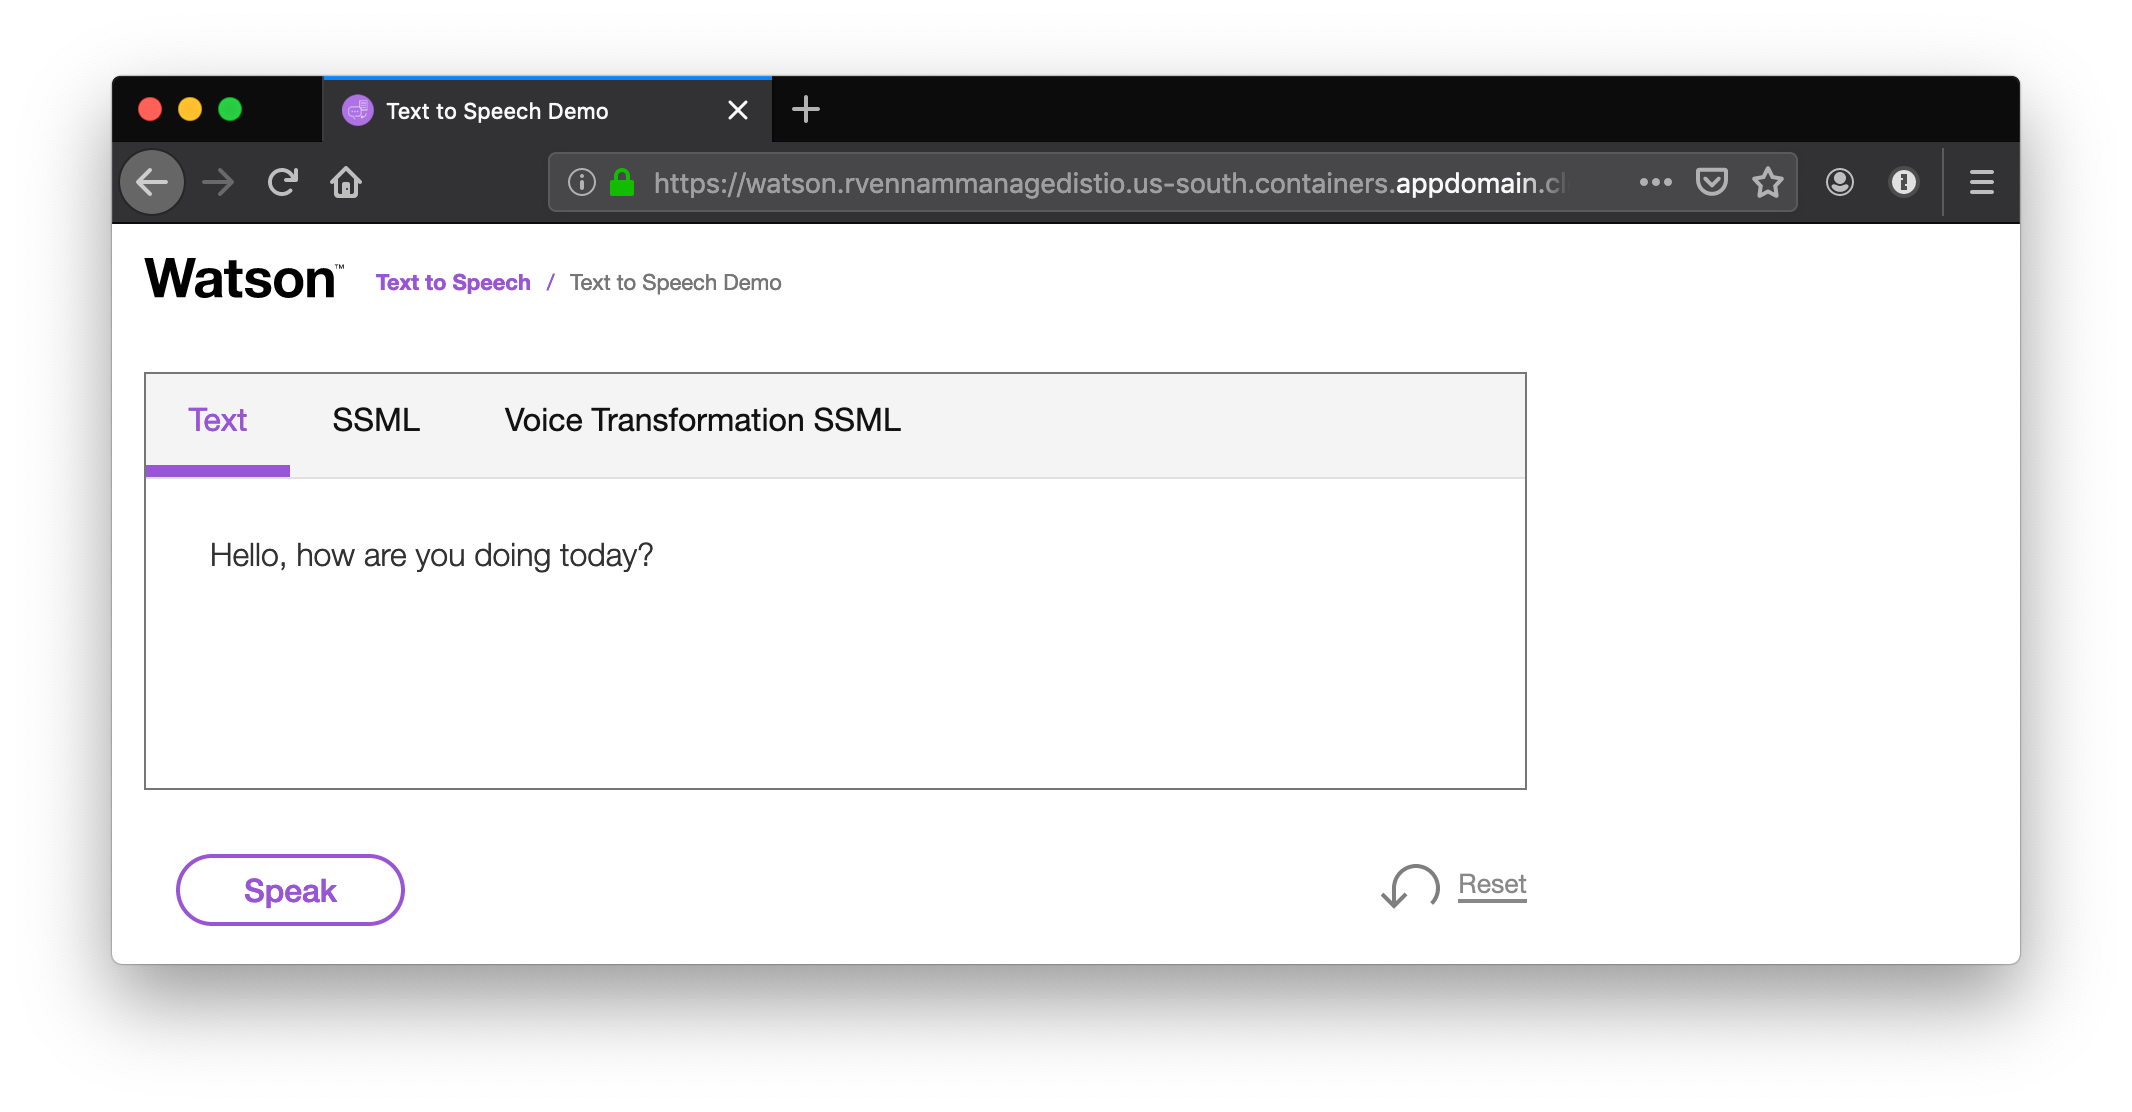 Text to Speech Demo
https://watson.rvennammanagedistio.us-south.containers.appdomain.cl
Watson™ Text to Speech / Text to Speech Demo
Text SSML Voice Transformation SSML
Hello, how are you doing today?
Speak Reset